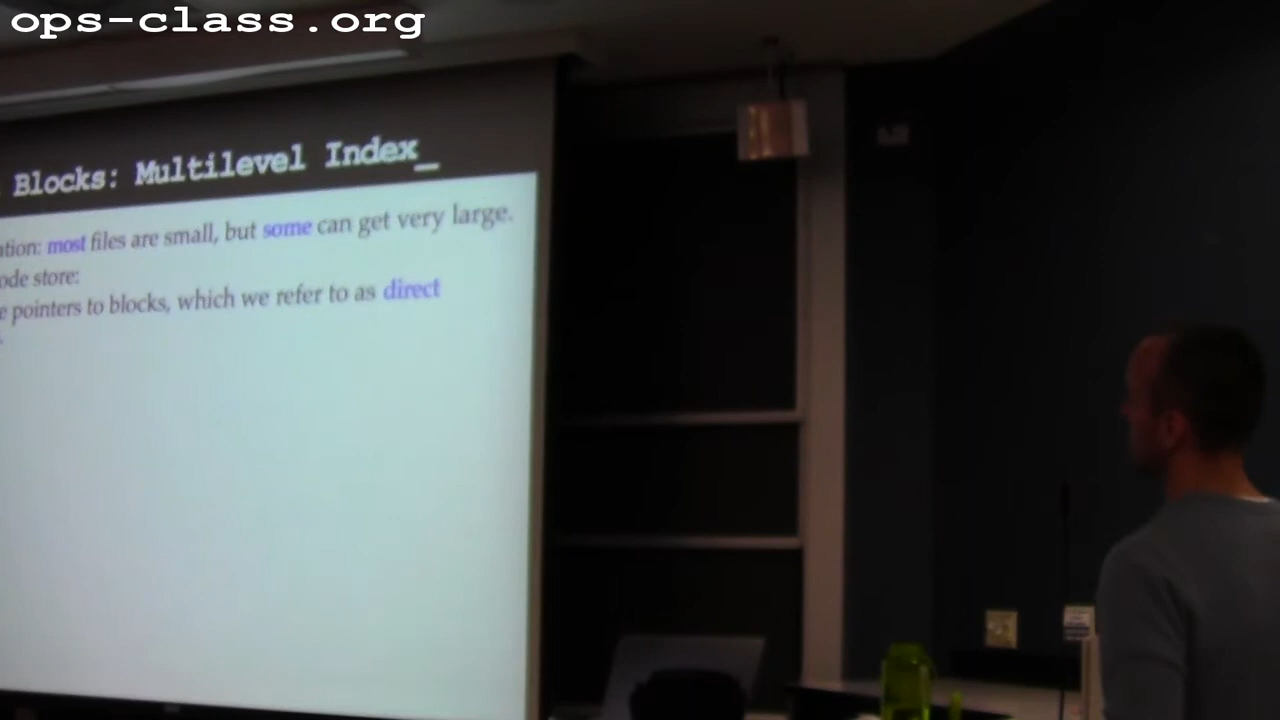 ops-class.org
Blocks: Multilevel Index_
ation: most files are small, but some can get very large.
ode store:
e pointers to blocks, which we refer to as direct